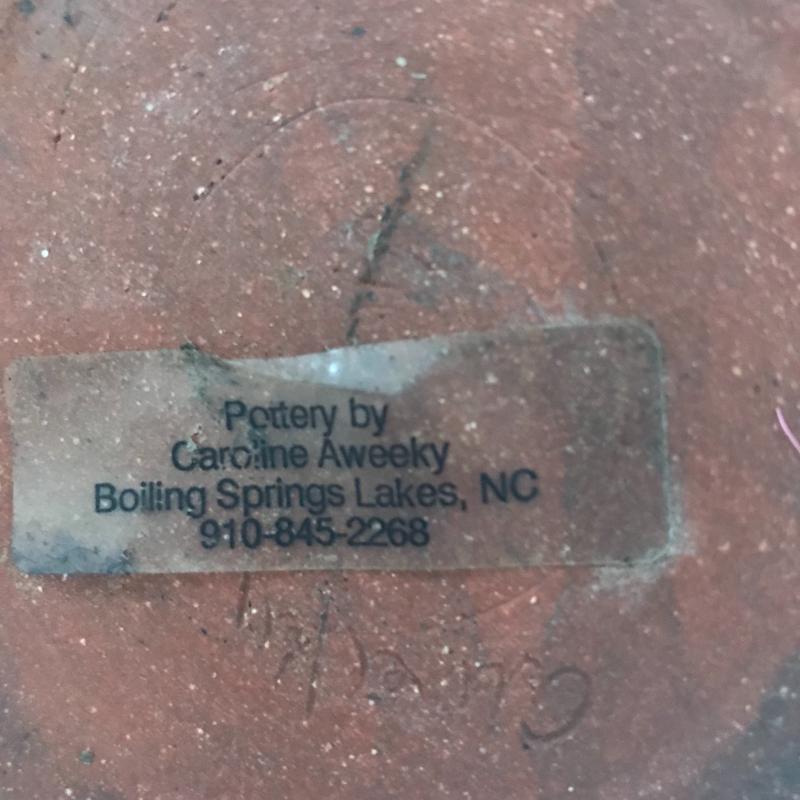 Pottery by
Caroline Aweeky
Boiling Springs Lakes, NC
910-845-2268